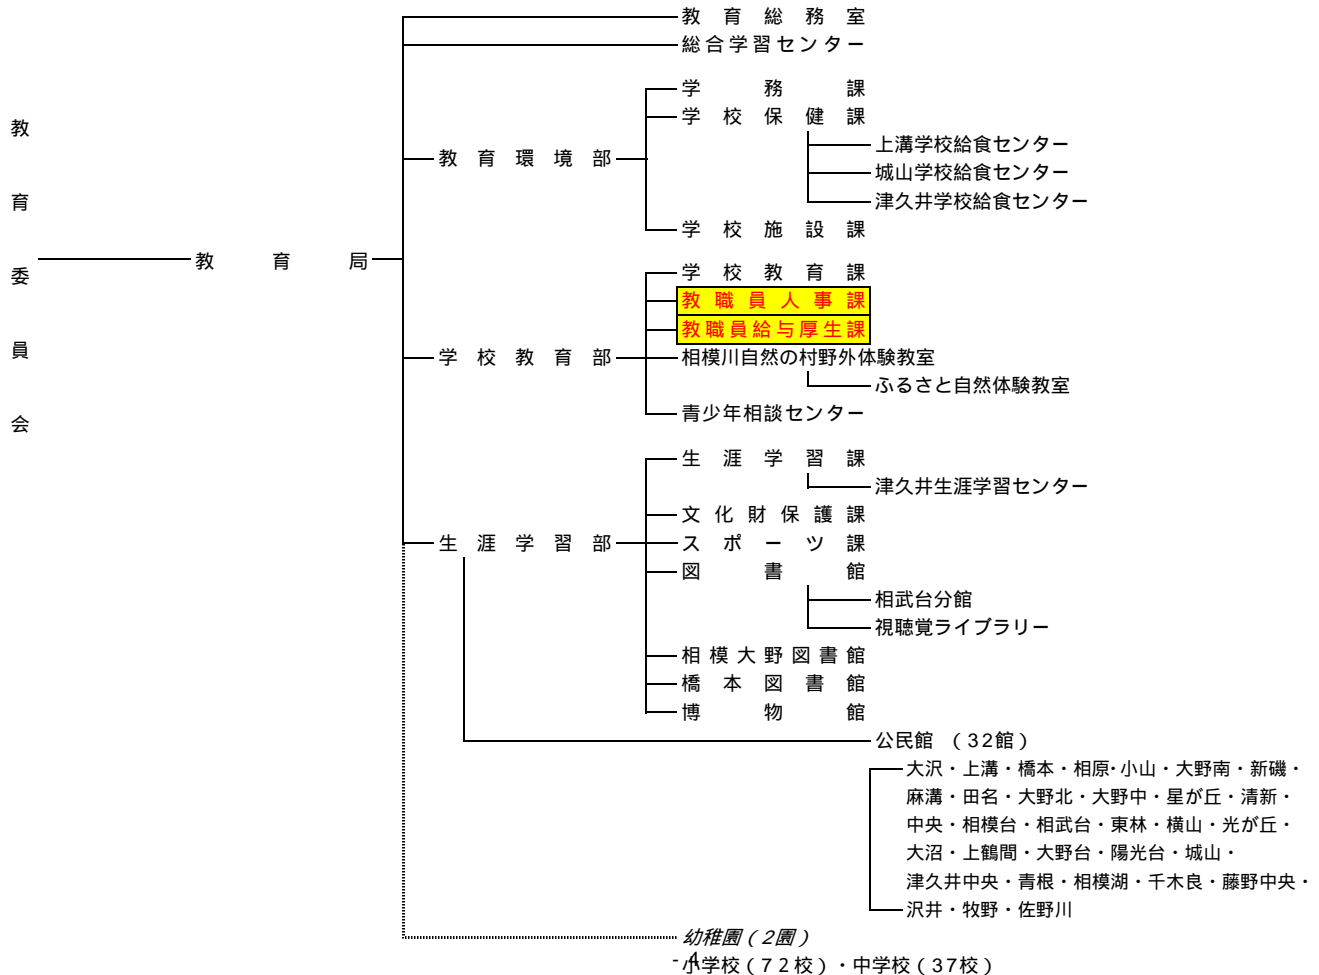 教育総務室
総合学習センター
教育委員会
教育局
教育環境部
学務課
学校保健課
上溝学校給食センター
城山学校給食センター
津久井学校給食センター
学校施設課
学校教育部
学校教育課
教職員人事課
教職員給与厚生課
相模川自然の村野外体験教室
ふるさと自然体験教室
青少年相談センター
生涯学習部
生涯学習課
津久井生涯学習センター
文化財保護課
スポーツ課
図書館
相武台分館
視聴覚ライブラリー
相模大野図書館
橋本図書館
博物館
公民館 (32館)
大沢・上溝・橋本・相原・小山・大野南・新磯・
麻溝・田名・大野北・大野中・星が丘・清新・
中央・相模台・相武台・東林・横山・光が丘・
大沼・上鶴間・大野台・陽光台・城山・
津久井中央・青根・相模湖・千木良・藤野中央・
沢井・牧野・佐野川
幼稚園(2園)
小学校(72校)・中学校(37校)
- 4